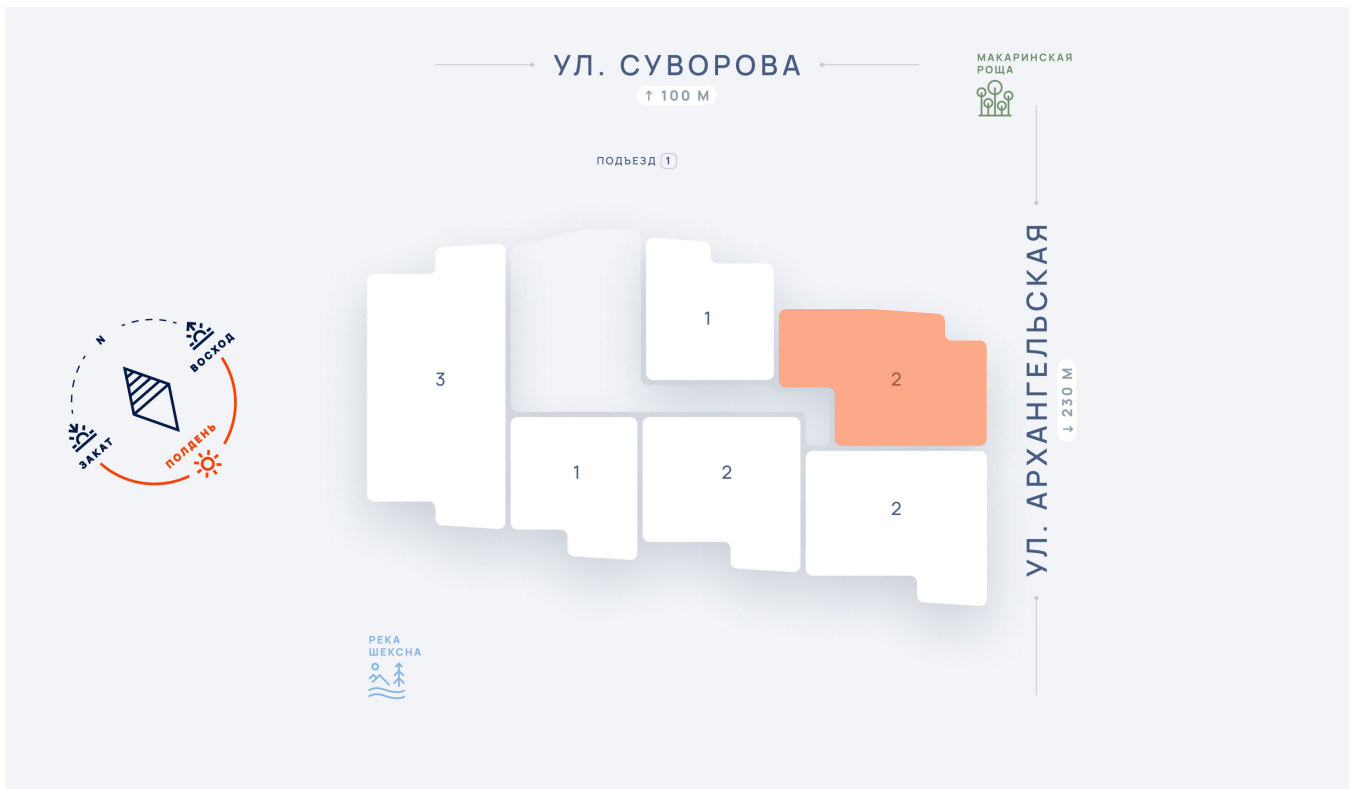 УЛ. СУВОРОВА
↑ 100 М
МАКАРИНСКАЯ
РОЩА
ПОДЪЕЗД 1
УЛ. АРХАНГЕЛЬСКАЯ
↓ 230 М
N
ВОСХОД
ПОЛДЕНЬ
ЗАКАТ
3
1
2
1
2
2
РЕКА
ШЕКСНА